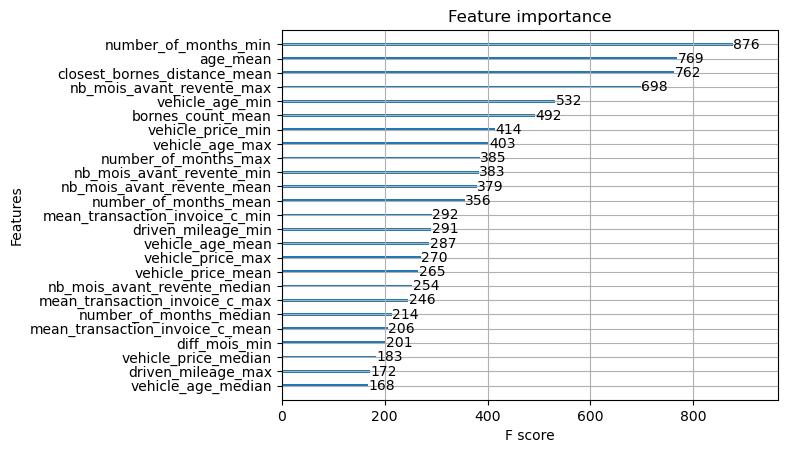 Feature importance
number_of_months_min 876
age_mean 769
closest_bornes_distance_mean 762
nb_mois_avant_revente_max 698
vehicle_age_min 532
bornes_count_mean 492
vehicle_price_min 414
vehicle_age_max 403
number_of_months_max 385
nb_mois_avant_revente_min 383
nb_mois_avant_revente_mean 379
number_of_months_mean 356
mean_transaction_invoice_c_min 292
driven_mileage_min 291
vehicle_age_mean 287
vehicle_price_max 270
vehicle_price_mean 265
nb_mois_avant_revente_median 254
mean_transaction_invoice_c_max 246
number_of_months_median 214
mean_transaction_invoice_c_mean 206
diff_mois_min 201
vehicle_price_median 183
driven_mileage_max 172
vehicle_age_median 168
Features
0 200 400 600 800
F score